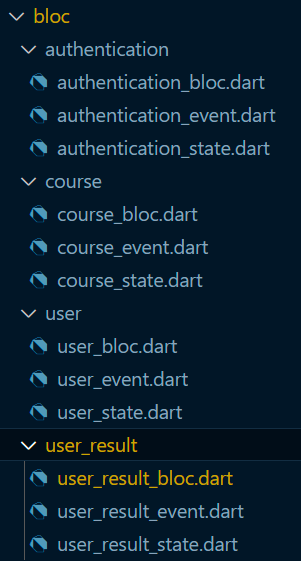 bloc
authentication
authentication_bloc.dart
authentication_event.dart
authentication_state.dart
course
course_bloc.dart
course_event.dart
course_state.dart
user
user_bloc.dart
user_event.dart
user_state.dart
user_result
user_result_bloc.dart
user_result_event.dart
user_result_state.dart